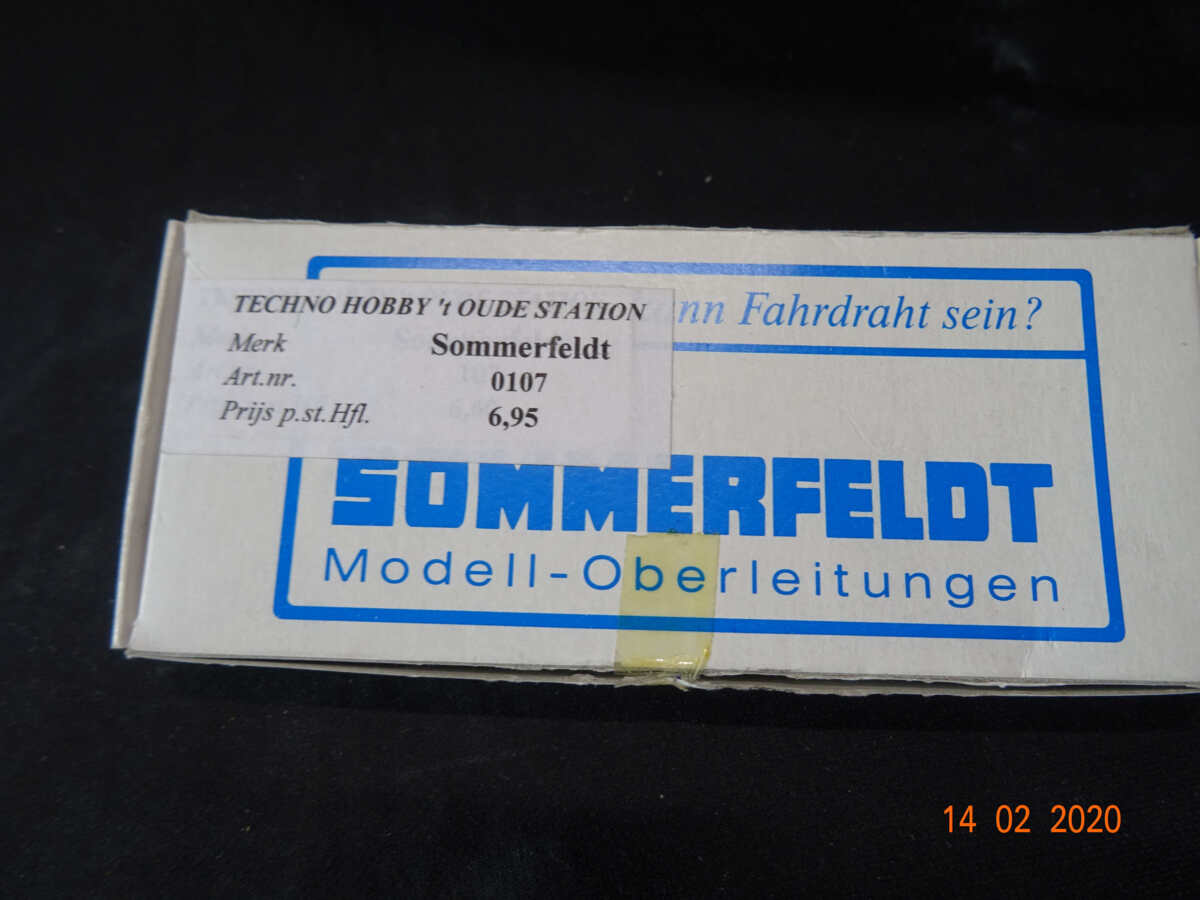 TECHNO HOBBY 't OUDE STATION
Merk Sommerfeldt
Art.nr. 0107
Prijs p.st.Hfl. 6,95
Fahrdraht sein?
SOMMERFELDT
Modell-Oberleitungen
14 02 2020